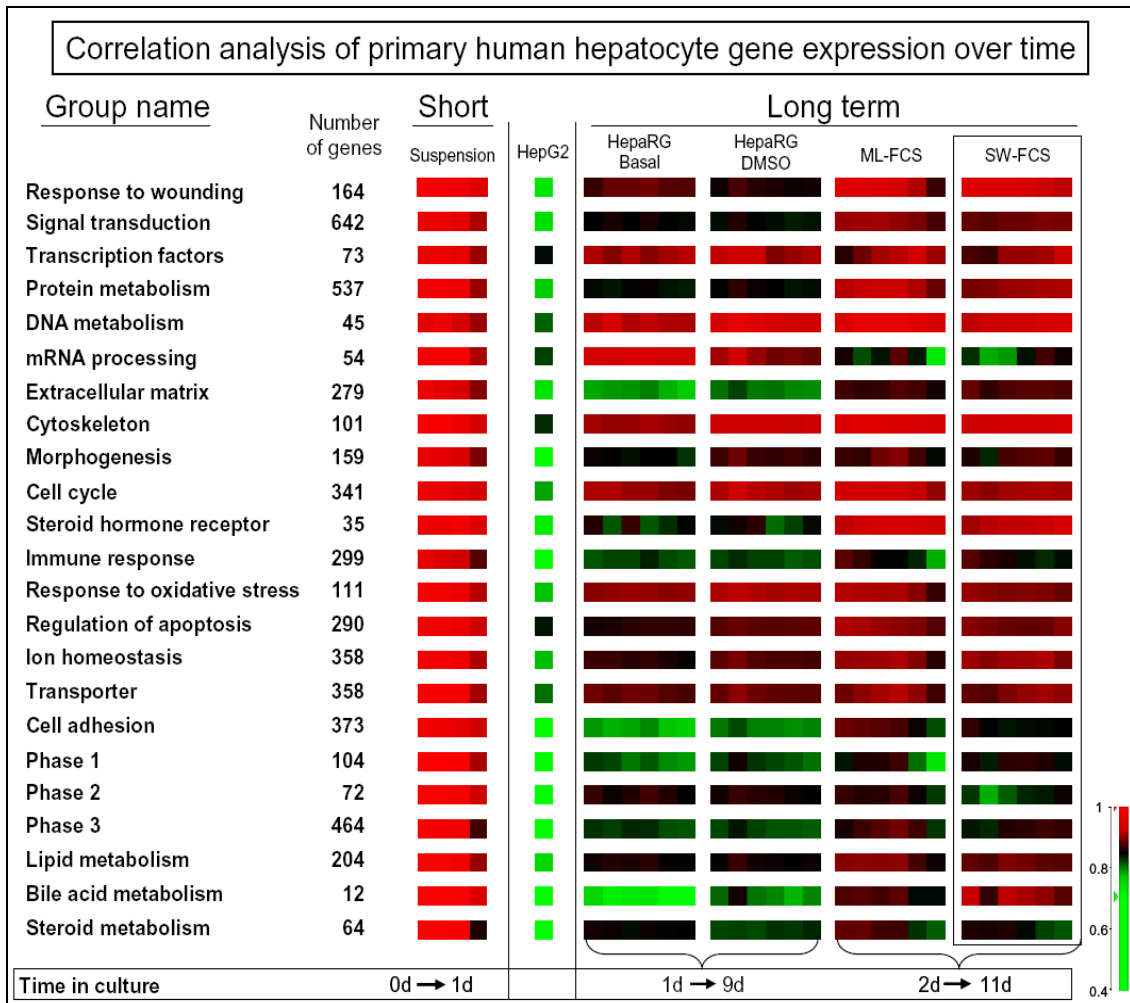 Correlation analysis of primary human hepatocyte gene expression over time
Group name
Number of genes
Short
Long term
Suspension
HepG2
HepaRG Basal
HepaRG DMSO
ML-FCS
SW-FCS
Response to wounding 164
Signal transduction 642
Transcription factors 73
Protein metabolism 537
DNA metabolism 45
mRNA processing 54
Extracellular matrix 279
Cytoskeleton 101
Morphogenesis 159
Cell cycle 341
Steroid hormone receptor 35
Immune response 299
Response to oxidative stress 111
Regulation of apoptosis 290
Ion homeostasis 358
Transporter 358
Cell adhesion 373
Phase 1 104
Phase 2 72
Phase 3 464
Lipid metabolism 204
Bile acid metabolism 12
Steroid metabolism 64
1
0.8
0.6
0.4
Time in culture 0d → 1d 1d → 9d 2d → 11d